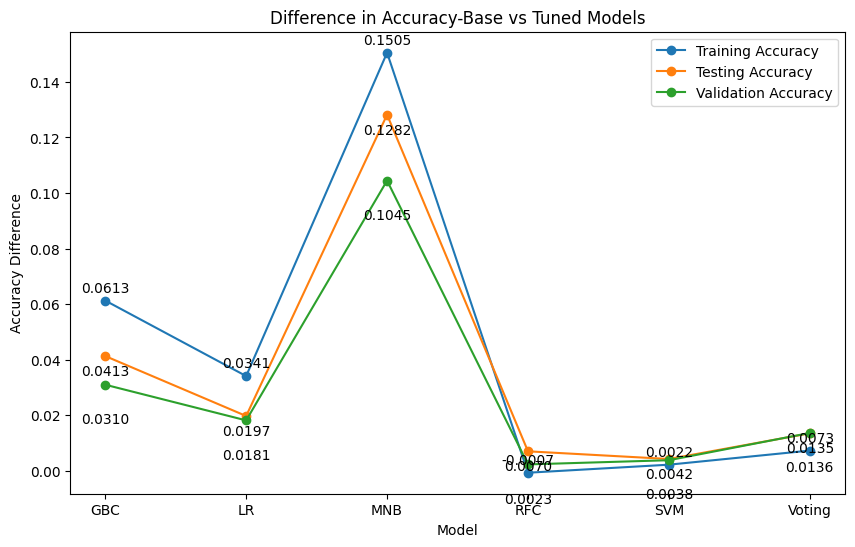 Difference in Accuracy-Base vs Tuned Models
0.1505
Training Accuracy
Testing Accuracy
Validation Accuracy
0.14
0.12
0.10
0.08
0.06
0.04
0.02
0.00
Accuracy Difference
0.1282
0.1045
0.0613
0.0413
0.0310
0.0341
0.0197
0.0181
-0.0007
0.0070
0.0023
0.0022
0.0042
0.0038
0.0073
0.0135
0.0136
GBC
LR
MNB
RFC
SVM
Voting
Model